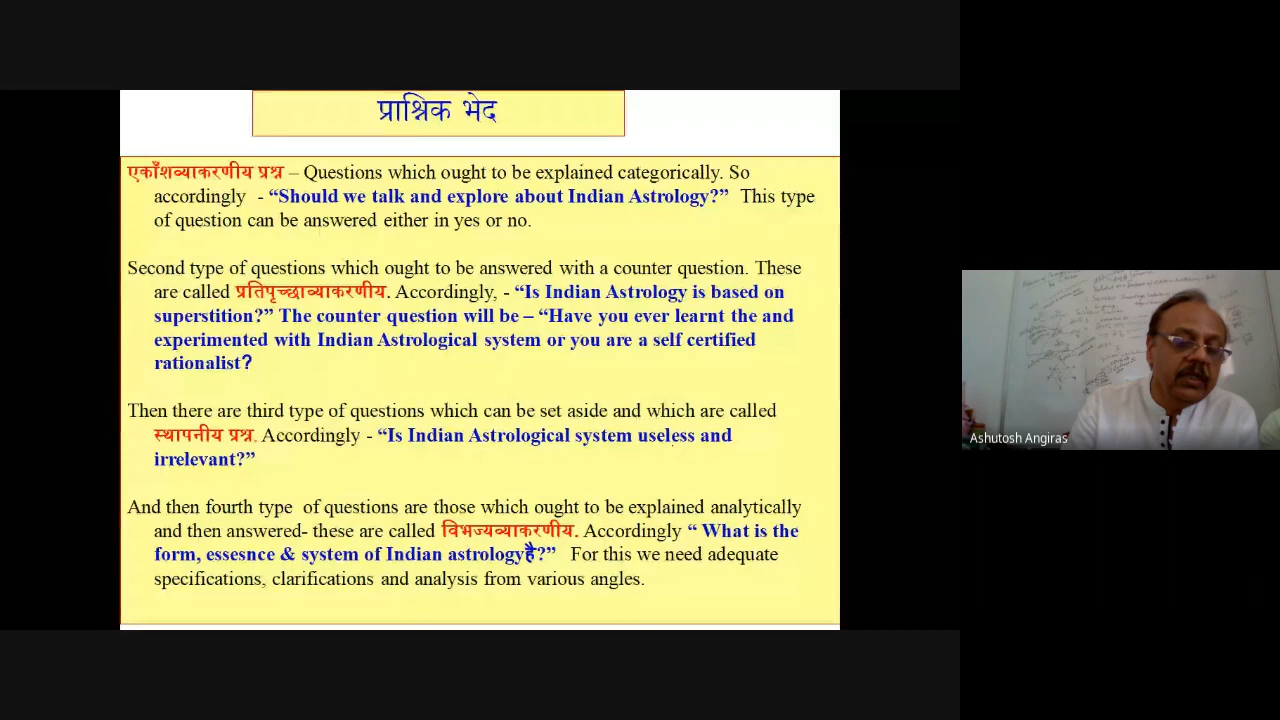 प्राश्निक भेद
एकाँशव्याकरणीय प्रश्न – Questions which ought to be explained categorically. So
accordingly - “Should we talk and explore about Indian Astrology?” This type
of question can be answered either in yes or no.
Second type of questions which ought to be answered with a counter question. These
are called प्रतिपृच्छाव्याकरणीय. Accordingly, - “Is Indian Astrology is based on
superstition?” The counter question will be – “Have you ever learnt the and
experimented with Indian Astrological system or you are a self certified
rationalist?
Then there are third type of questions which can be set aside and which are called
स्थापनीय प्रश्न. Accordingly - “Is Indian Astrological system useless and
irrelevant?”
And then fourth type of questions are those which ought to be explained analytically
and then answered- these are called विभज्यव्याकरणीय. Accordingly “ What is the
form, essesnce & system of Indian astrologyहै?” For this we need adequate
specifications, clarifications and analysis from various angles.
Ashutosh Angiras